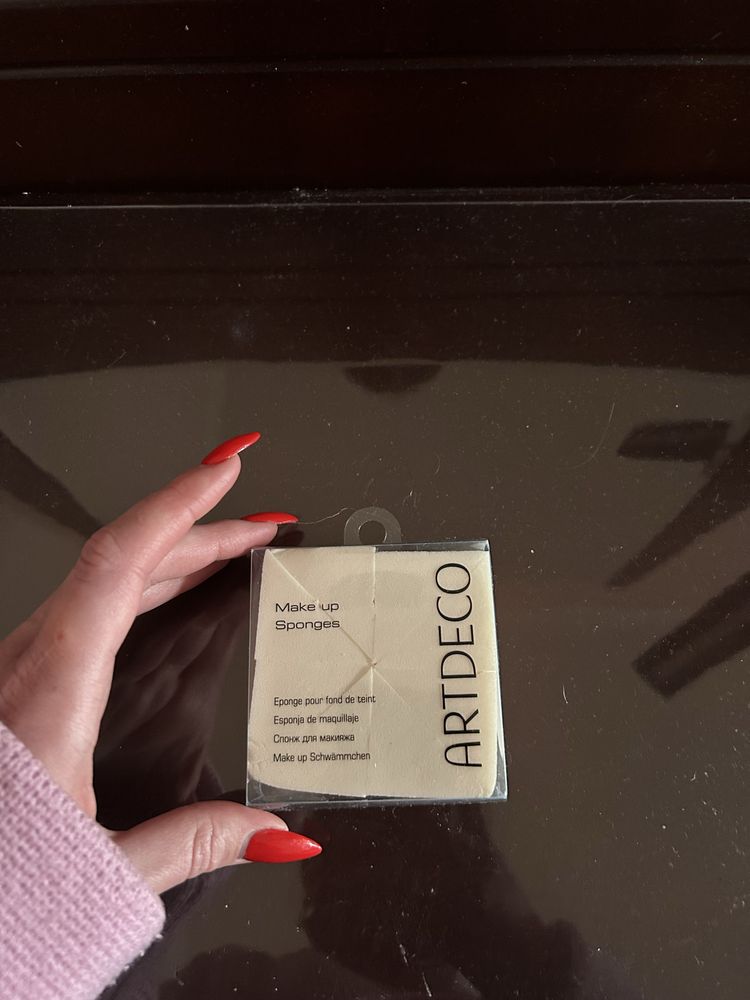 Make up
Sponges
Eponge pour fond de teint
Esponja de maquillaje
Спонж для макияжа
Make up Schwämmchen
ARTDECO